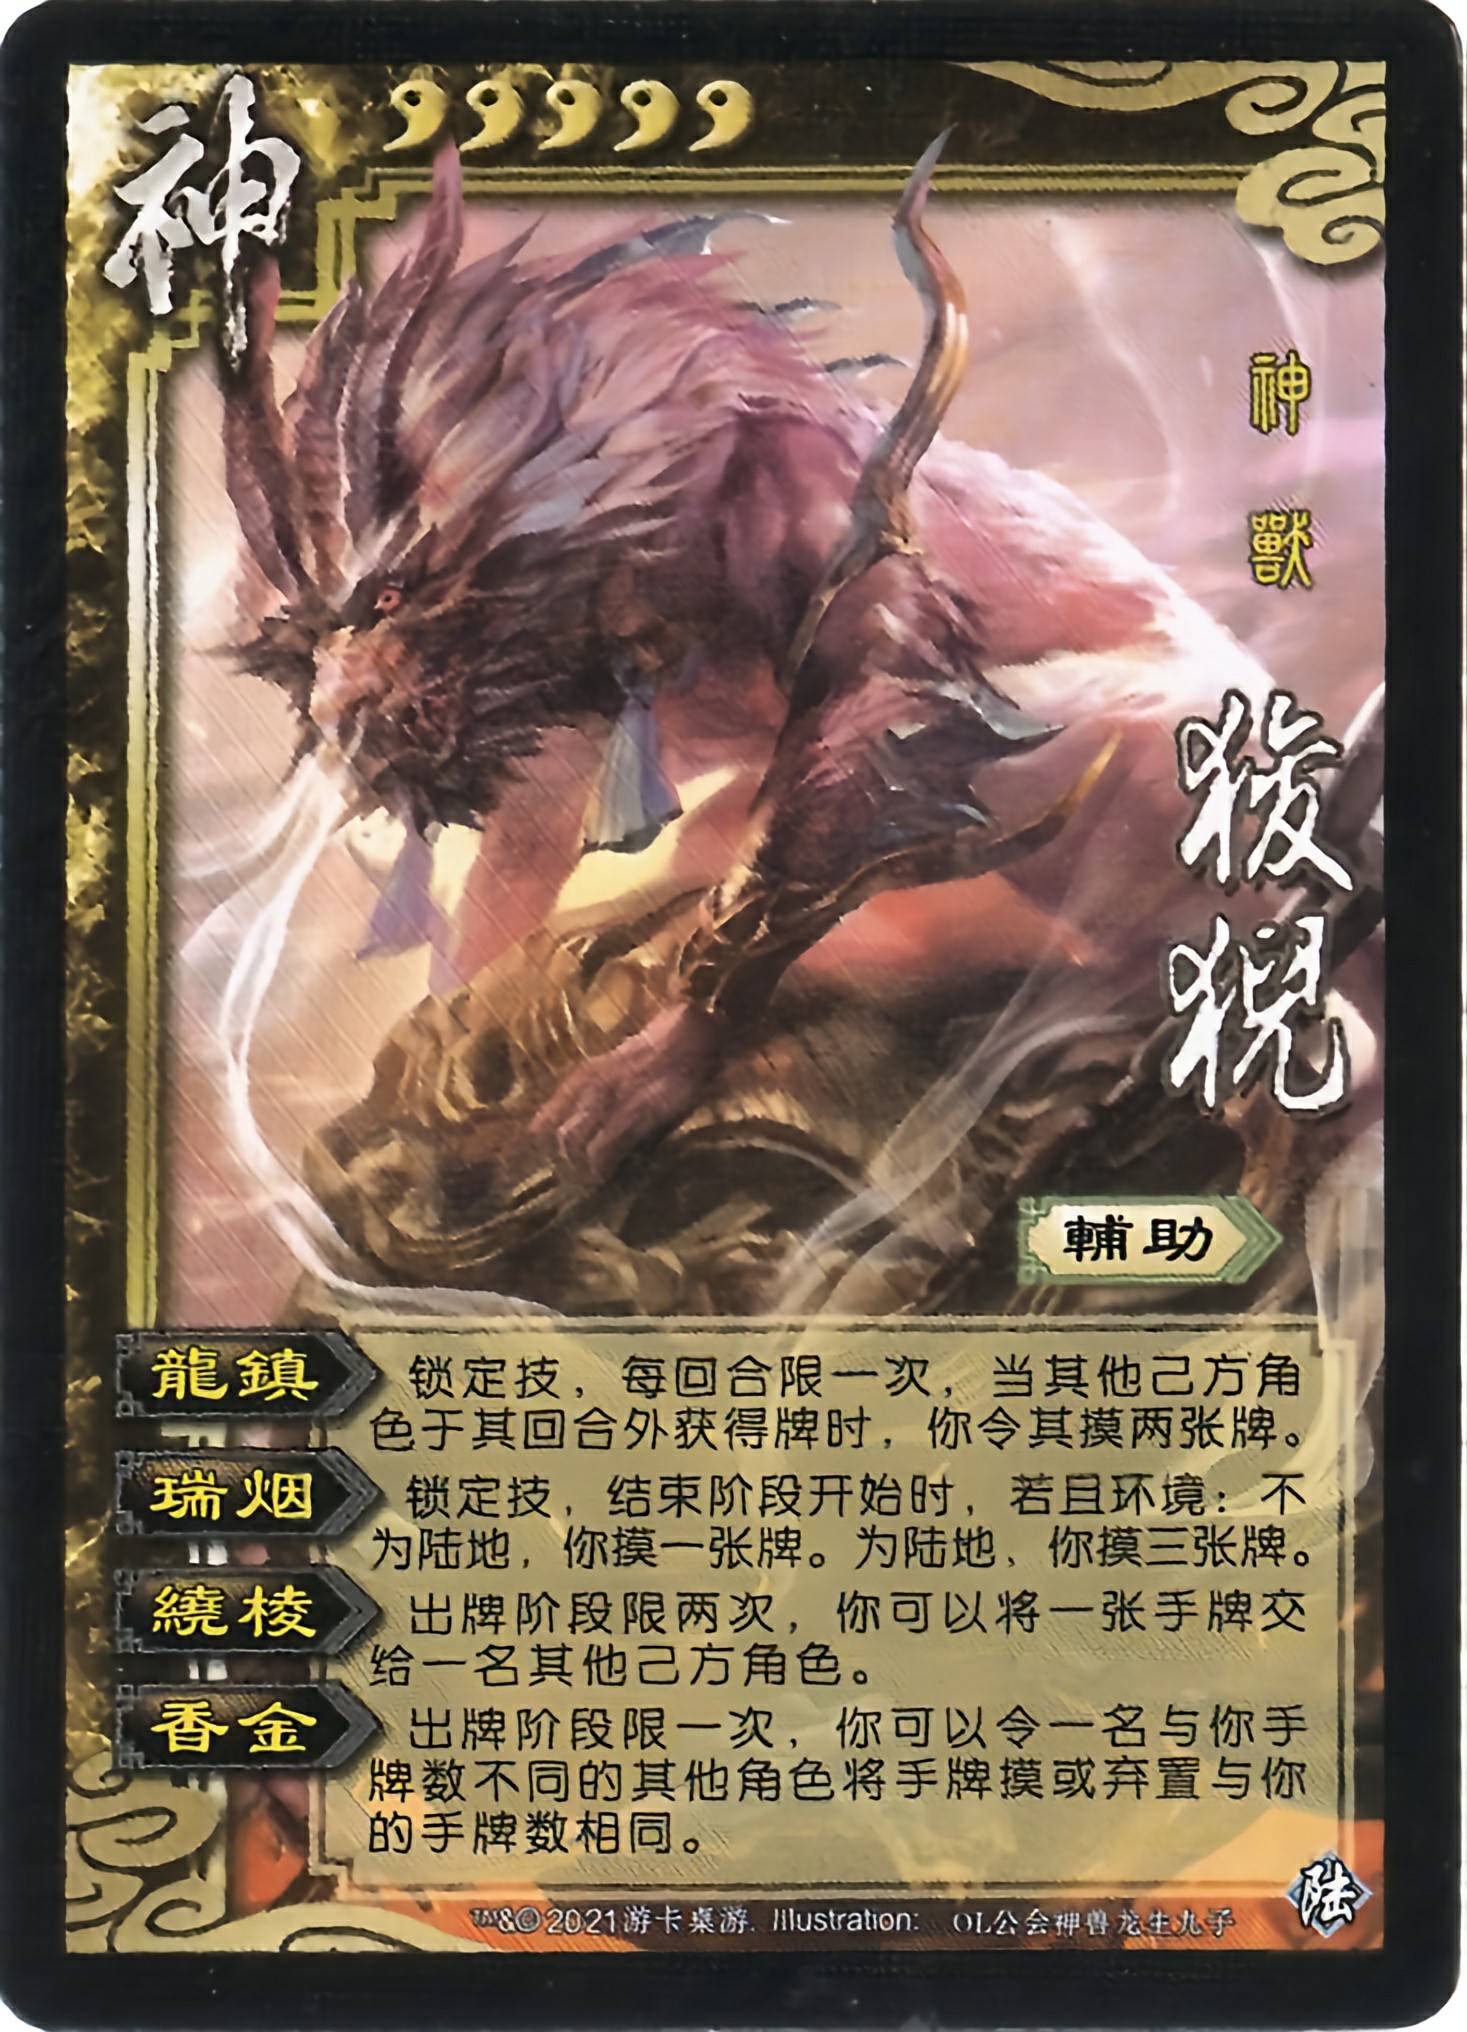 神
神獸
狻猊
輔助
龍鎮
锁定技，每回合限一次，当其他己方角
色于其回合外获得牌时，你令其摸两张牌。
瑞烟
锁定技，结束阶段开始时，若且环境：不
为陆地，你摸一张牌。为陆地，你摸三张牌。
繞棱
出牌阶段限两次，你可以将一张手牌交
给一名其他己方角色。
香金
出牌阶段限一次，你可以令一名与你手
牌数不同的其他角色将手牌摸或弃置与你
的手牌数相同。
™&©2021游卡桌游. Illustration: OL公会神兽龙生九子
陆